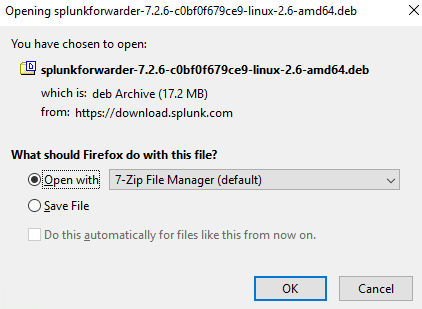 Opening splunkforwarder-7.2.6-c0bf0f679ce9-linux-2.6-amd64.deb
You have chosen to open:
splunkforwarder-7.2.6-c0bf0f679ce9-linux-2.6-amd64.deb
which is: deb Archive (17.2 MB)
from: https://download.splunk.com
What should Firefox do with this file?
Open with 7-Zip File Manager (default)
Save File
Do this automatically for files like this from now on.
OK Cancel